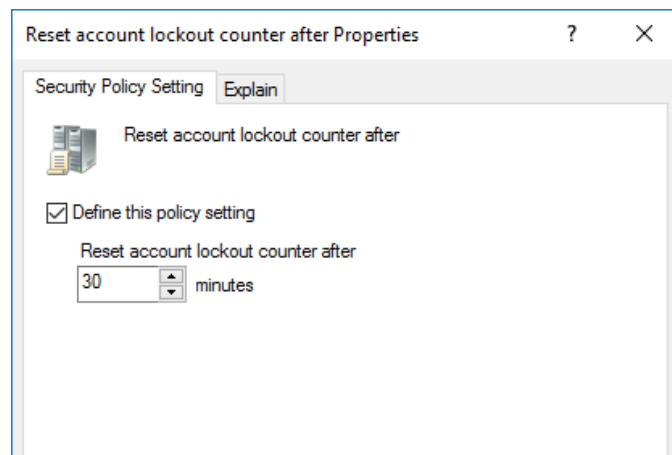 Reset account lockout counter after Properties
?
Security Policy Setting
Explain
Reset account lockout counter after
Define this policy setting
Reset account lockout counter after
30 minutes